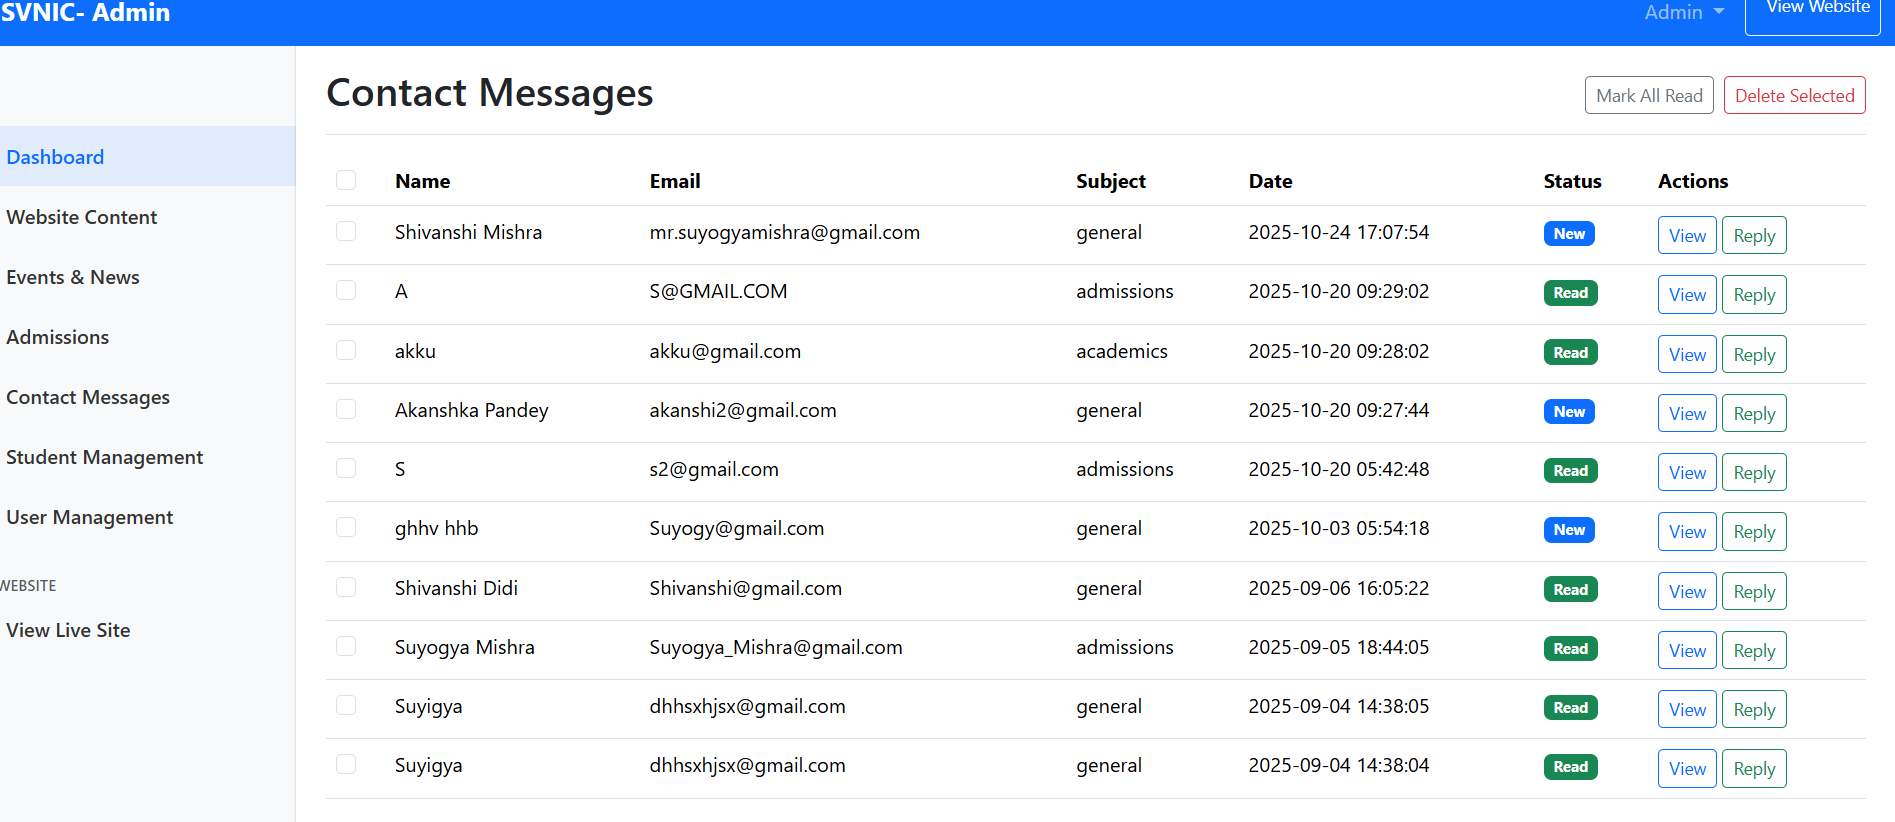 SVNIC- Admin
Admin
View Website
Dashboard
Website Content
Events & News
Admissions
Contact Messages
Student Management
User Management
WEBSITE
View Live Site
Contact Messages
Mark All Read
Delete Selected
Name Email Subject Date Status Actions
Shivanshi Mishra mr.suyogyamishra@gmail.com general 2025-10-24 17:07:54 New View Reply
A S@GMAIL.COM admissions 2025-10-20 09:29:02 Read View Reply
akku akku@gmail.com academics 2025-10-20 09:28:02 Read View Reply
Akanshka Pandey akanshi2@gmail.com general 2025-10-20 09:27:44 New View Reply
S s2@gmail.com admissions 2025-10-20 05:42:48 Read View Reply
ghhv hhb Suyogy@gmail.com general 2025-10-03 05:54:18 New View Reply
Shivanshi Didi Shivanshi@gmail.com general 2025-09-06 16:05:22 Read View Reply
Suyogya Mishra Suyogya_Mishra@gmail.com admissions 2025-09-05 18:44:05 Read View Reply
Suyigya dhhsxhjsx@gmail.com general 2025-09-04 14:38:05 Read View Reply
Suyigya dhhsxhjsx@gmail.com general 2025-09-04 14:38:04 Read View Reply